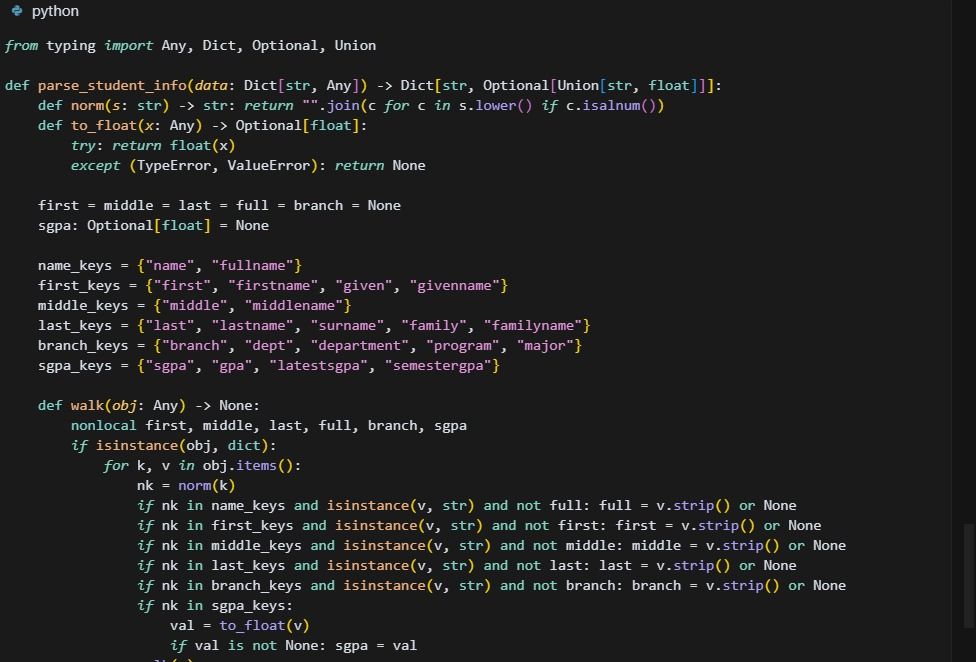 python
from typing import Any, Dict, Optional, Union
def parse_student_info(data: Dict[str, Any]) -> Dict[str, Optional[Union[str, float]]]:
    def norm(s: str) -> str: return "".join(c for c in s.lower() if c.isalnum())
    def to_float(x: Any) -> Optional[float]:
        try: return float(x)
        except (TypeError, ValueError): return None
    first = middle = last = full = branch = None
    sgpa: Optional[float] = None
    name_keys = {"name", "fullname"}
    first_keys = {"first", "firstname", "given", "givenname"}
    middle_keys = {"middle", "middlename"}
    last_keys = {"last", "lastname", "surname", "family", "familyname"}
    branch_keys = {"branch", "dept", "department", "program", "major"}
    sgpa_keys = {"sgpa", "gpa", "latestsgpa", "semestergpa"}
    def walk(obj: Any) -> None:
        nonlocal first, middle, last, full, branch, sgpa
        if isinstance(obj, dict):
            for k, v in obj.items():
                nk = norm(k)
                if nk in name_keys and isinstance(v, str) and not full: full = v.strip() or None
                if nk in first_keys and isinstance(v, str) and not first: first = v.strip() or None
                if nk in middle_keys and isinstance(v, str) and not middle: middle = v.strip() or None
                if nk in last_keys and isinstance(v, str) and not last: last = v.strip() or None
                if nk in branch_keys and isinstance(v, str) and not branch: branch = v.strip() or None
                if nk in sgpa_keys:
                    val = to_float(v)
                    if val is not None: sgpa = val